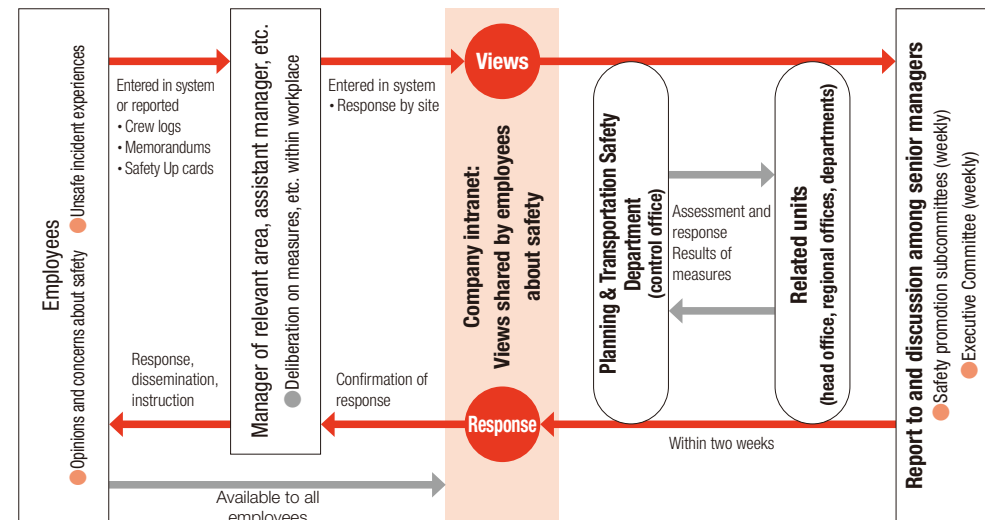 Employees
Opinions and concerns about safety
Unsafe incident experiences
Entered in system
or reported
• Crew logs
• Memorandums
• Safety Up cards
Response,
dissemination,
instruction
Available to all
employees
Manager of relevant area, assistant manager, etc.
Deliberation on measures, etc. within workplace
Entered in system
• Response by site
Confirmation of
response
Views
Company intranet:
Views shared by employees
about safety
Response
Planning & Transportation Safety
Department
(control office)
Assessment and
response
Results of
measures
Related units
(head office, regional offices, departments)
Within two weeks
Report to and discussion among senior managers
Safety promotion subcommittees (weekly)
Executive Committee (weekly)